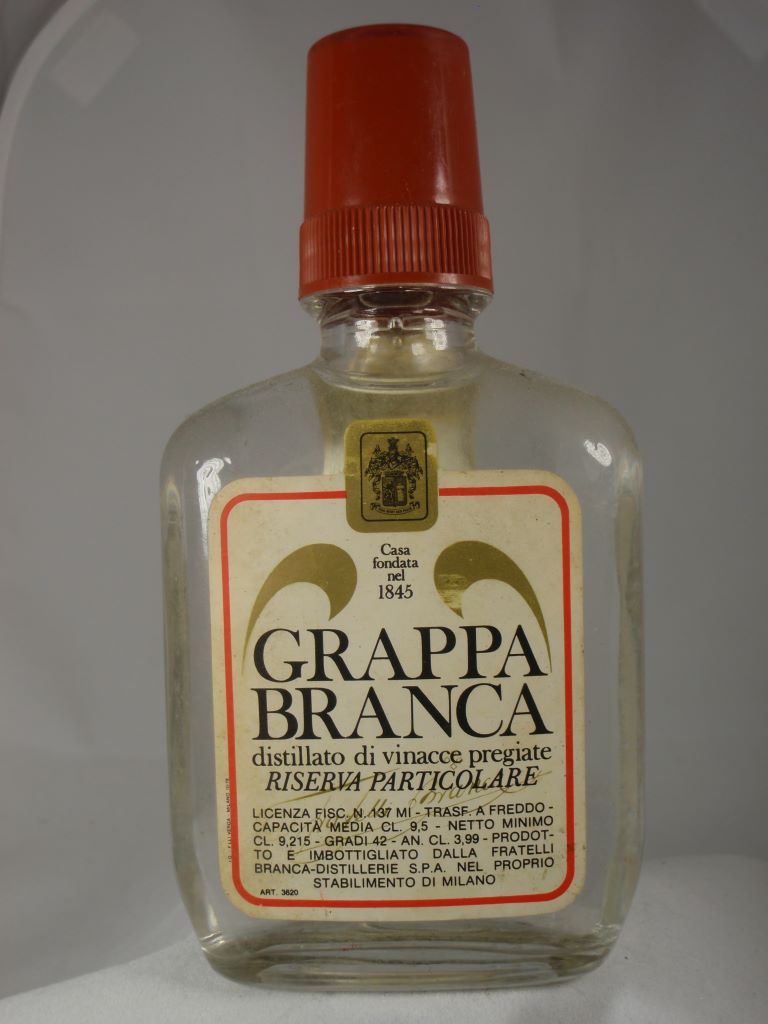 Casa
fondata
nel
1845
GRAPPA
BRANCA
distillato di vinacce pregiate
RISERVA PARTICOLARE
LICENZA FISC. N. 137 MI - TRASF. A FREDDO -
CAPACITÀ MEDIA CL. 9,5 - NETTO MINIMO
CL. 9,215 - GRADI 42 - AN. CL. 3,99 - PRODOT-
TO E IMBOTTIGLIATO DALLA FRATELLI
BRANCA-DISTILLERIE S.P.A. NEL PROPRIO
STABILIMENTO DI MILANO
ART. 3620